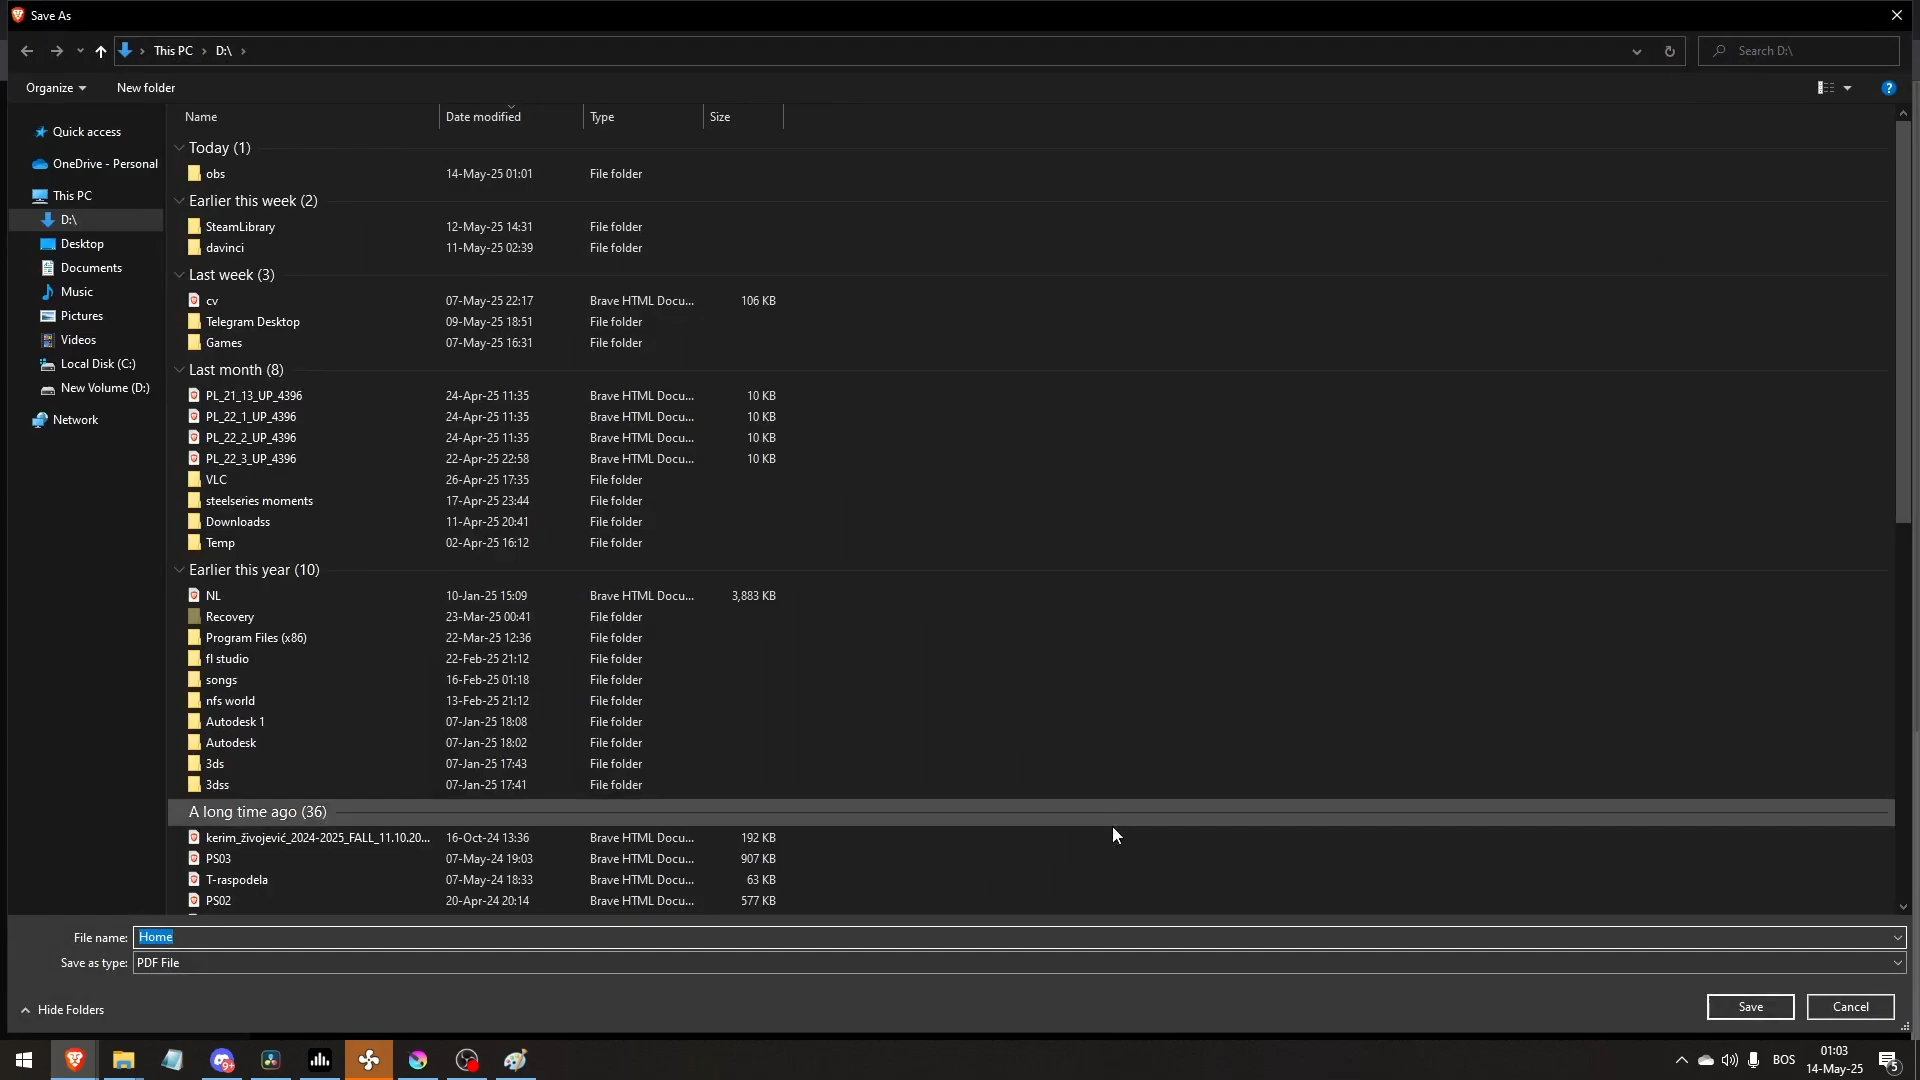 Save As
This PC
D:\
Search D:\
Organize
New folder
Name
Date modified
Type
Size
Quick access
OneDrive - Personal
This PC
D:\
Desktop
Documents
Music
Pictures
Videos
Local Disk (C:)
New Volume (D:)
Network
Today (1)
obs 14-May-25 01:01 File folder
Earlier this week (2)
SteamLibrary 12-May-25 14:31 File folder
davinci 11-May-25 02:39 File folder
Last week (3)
cv 07-May-25 22:17 Brave HTML Docu... 106 KB
Telegram Desktop 09-May-25 18:51 File folder
Games 07-May-25 16:31 File folder
Last month (8)
PL_21_13_UP_4396 24-Apr-25 11:35 Brave HTML Docu... 10 KB
PL_22_1_UP_4396 24-Apr-25 11:35 Brave HTML Docu... 10 KB
PL_22_2_UP_4396 24-Apr-25 11:35 Brave HTML Docu... 10 KB
PL_22_3_UP_4396 22-Apr-25 22:58 Brave HTML Docu... 10 KB
VLC 26-Apr-25 17:35 File folder
steelseries moments 17-Apr-25 23:44 File folder
Downloadss 11-Apr-25 20:41 File folder
Temp 02-Apr-25 16:12 File folder
Earlier this year (10)
NL 10-Jan-25 15:09 Brave HTML Docu... 3,883 KB
Recovery 23-Mar-25 00:41 File folder
Program Files (x86) 22-Mar-25 12:36 File folder
fl studio 22-Feb-25 21:12 File folder
songs 16-Feb-25 01:18 File folder
nfs world 13-Feb-25 21:12 File folder
Autodesk 1 07-Jan-25 18:08 File folder
Autodesk 07-Jan-25 18:02 File folder
3ds 07-Jan-25 17:43 File folder
3dss 07-Jan-25 17:41 File folder
A long time ago (36)
kerim_živojević_2024-2025_FALL_11.10.20... 16-Oct-24 13:36 Brave HTML Docu... 192 KB
PS03 07-May-24 19:03 Brave HTML Docu... 907 KB
T-raspodela 07-May-24 18:33 Brave HTML Docu... 63 KB
PS02 20-Apr-24 20:14 Brave HTML Docu... 577 KB
File name: Home
Save as type: PDF File
Hide Folders
Save
Cancel
9+
BOS
01:03
14-May-25
5